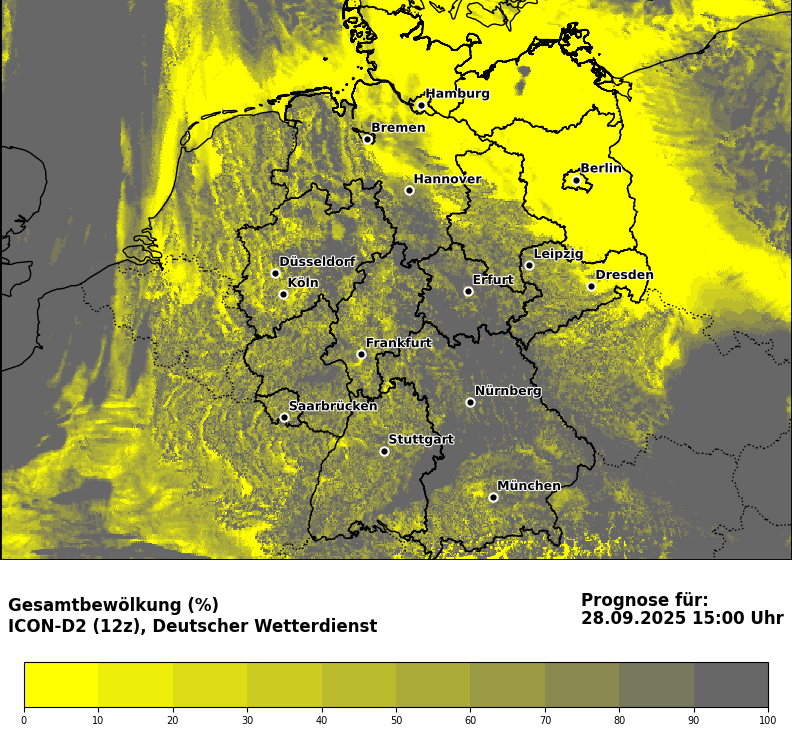 Hamburg
Bremen
Berlin
Hannover
Düsseldorf
Leipzig
Köln
Erfurt
Dresden
Frankfurt
Nürnberg
Saarbrücken
Stuttgart
München
Gesamtbewölkung (%)
ICON-D2 (12z), Deutscher Wetterdienst
Prognose für:
28.09.2025 15:00 Uhr
0 10 20 30 40 50 60 70 80 90 100